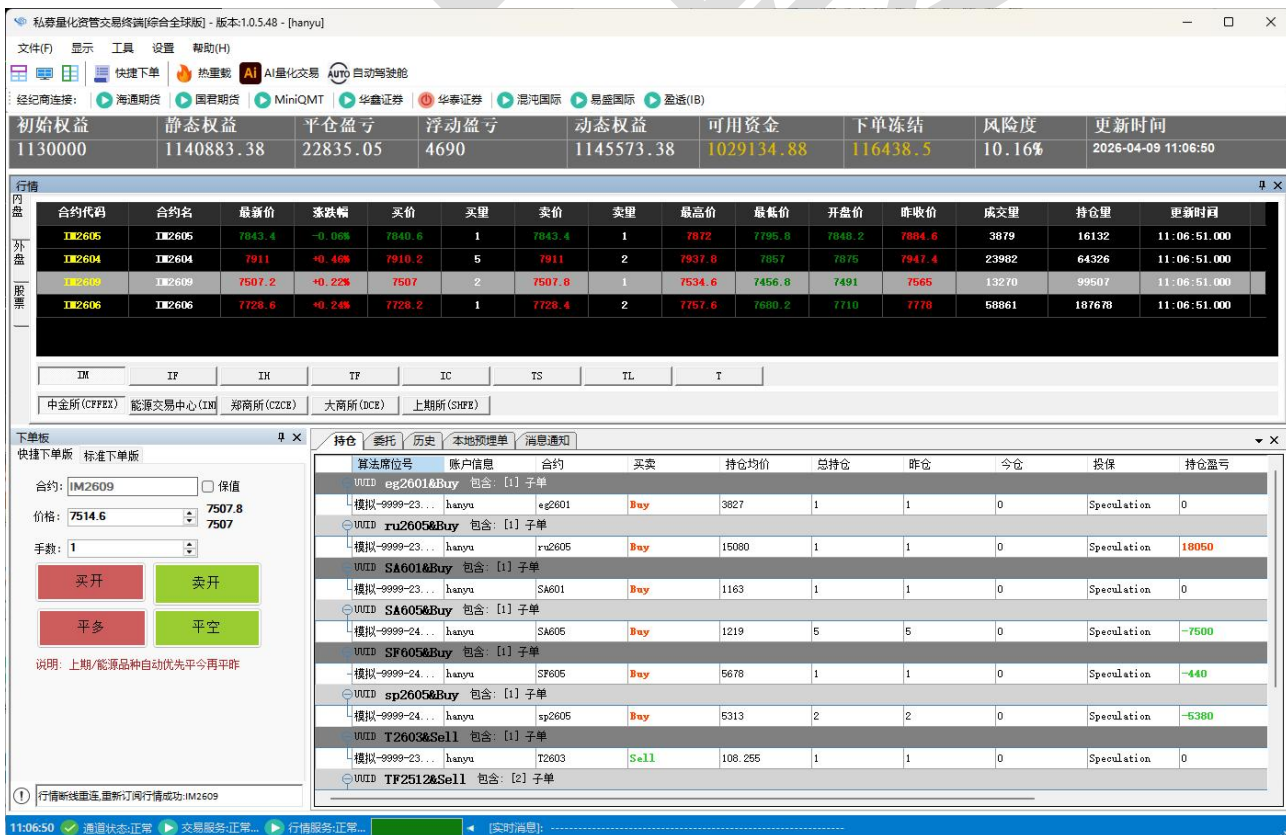 私募量化资管交易终端[综合全球版] - 版本:1.0.5.48 - [hanyu]
文件(F) 显示 工具 设置 帮助(H)
快捷下单 热重载 Ai AI量化交易 AUTO 自动驾驶舱
经纪商连接: 海通期货 国君期货 MiniQMT 华鑫证券 华泰证券 混沌国际 易盛国际 盈透(IB)
初始权益 静态权益 平仓盈亏 浮动盈亏 动态权益 可用资金 下单冻结 风险度 更新时间
1130000 1140883.38 22835.05 4690 1145573.38 1029134.88 116438.5 10.16% 2026-04-09 11:06:50
行情
内盘
外盘
股票
合约代码 合约名 最新价 涨跌幅 买价 买量 卖价 卖量 最高价 最低价 开盘价 昨收价 成交量 持仓量 更新时间
IM2605 IM2605 7843.4 -0.06% 7840.6 1 7843.4 1 7872 7795.8 7848.2 7884.6 3879 16132 11:06:51.000
IM2604 IM2604 7911 +0.46% 7910.2 5 7911 2 7937.8 7857 7875 7947.4 23982 64326 11:06:51.000
IM2609 IM2609 7507.2 +0.22% 7507 2 7507.8 1 7534.6 7456.8 7491 7565 13270 99507 11:06:51.000
IM2606 IM2606 7728.6 +0.24% 7728.2 1 7728.4 2 7757.6 7680.2 7710 7778 58861 187678 11:06:51.000
IM IF IH TF IC TS TL T
中金所(CFFEX) 能源交易中心(INE 郑商所(CZCE) 大商所(DCE) 上期所(SHFE)
下单板
快捷下单版 标准下单版
合约: IM2609 保值
价格: 7514.6 7507.8
7507
手数: 1
买开 卖开
平多 平空
说明: 上期/能源品种自动优先平今再平昨
行情断线重连,重新订阅行情成功:IM2609
持仓 委托 历史 本地预埋单 消息通知
算法席位号 账户信息 合约 买卖 持仓均价 总持仓 昨仓 今仓 投保 持仓盈亏
UUID eg2601&Buy 包含: [1] 子单
模拟-9999-23... hanyu eg2601 Buy 3827 1 1 0 Speculation 0
UUID ru2605&Buy 包含: [1] 子单
模拟-9999-23... hanyu ru2605 Buy 15080 1 1 0 Speculation 18050
UUID SA601&Buy 包含: [1] 子单
模拟-9999-23... hanyu SA601 Buy 1163 1 1 0 Speculation 0
UUID SA605&Buy 包含: [1] 子单
模拟-9999-24... hanyu SA605 Buy 1219 5 5 0 Speculation -7500
UUID SF605&Buy 包含: [1] 子单
模拟-9999-24... hanyu SF605 Buy 5678 1 1 0 Speculation -440
UUID sp2605&Buy 包含: [1] 子单
模拟-9999-24... hanyu sp2605 Buy 5313 2 2 0 Speculation -5380
UUID T2603&Sell 包含: [1] 子单
模拟-9999-23... hanyu T2603 Sell 108.255 1 1 0 Speculation 0
UUID TF2512&Sell 包含: [2] 子单
11:06:50 通道状态:正常 交易服务:正常... 行情服务:正常... [实时消息]: ------------------------------------------------------------